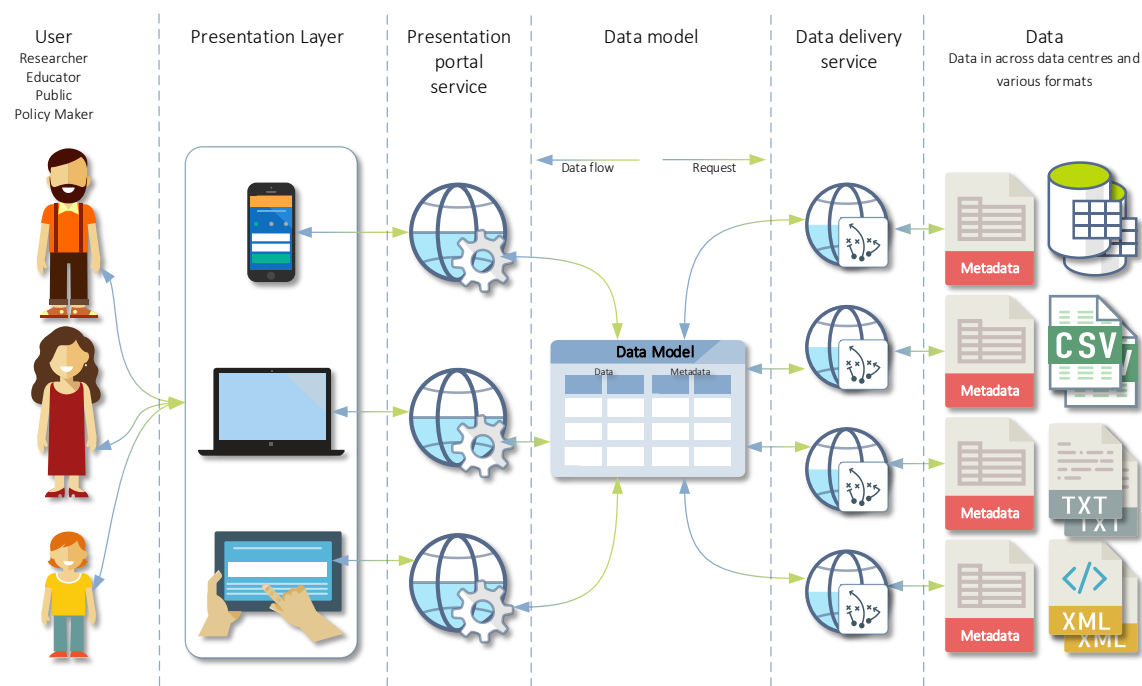 User
Researcher
Educator
Public
Policy Maker
Presentation Layer
Presentation
portal
service
Data model
Data delivery
service
Data
Data in across data centres and
various formats
Data flow
Request
Data Model
Data
Metadata
Metadata
CSV
V
Metadata
Metadata
TXT
TXT
Metadata
XML
XML